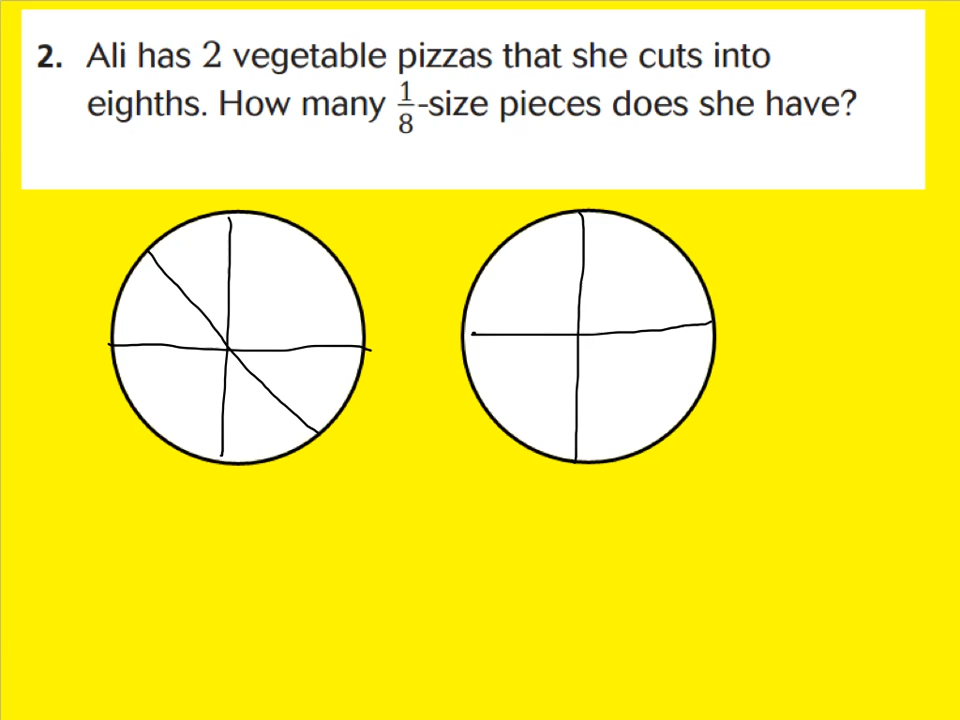 2. Ali has 2 vegetable pizzas that she cuts into
eighths. How many 1/8-size pieces does she have?